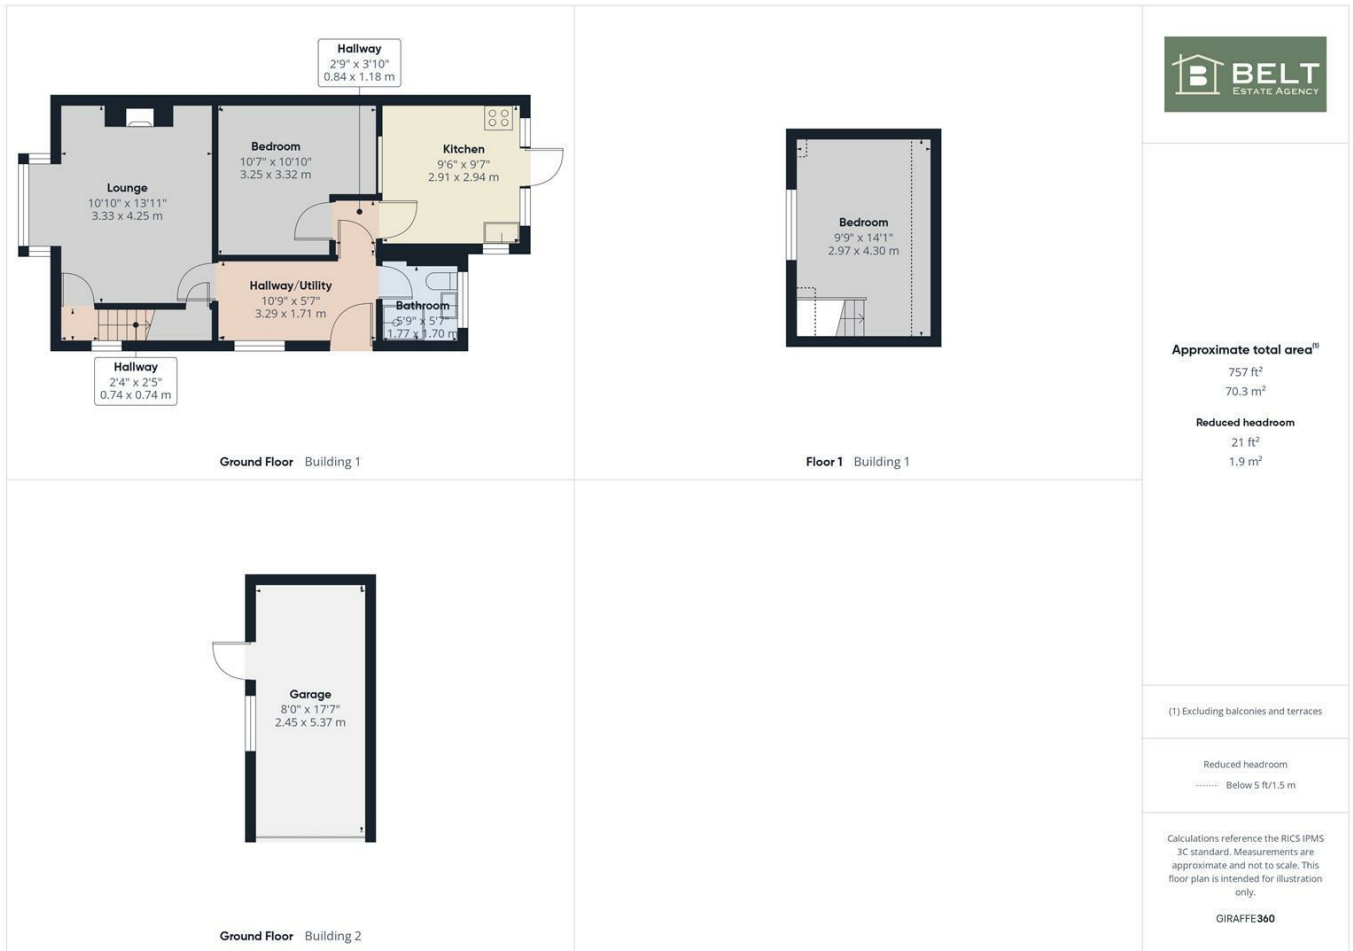 Hallway
2'9" x 3'10"
0.84 x 1.18 m
Lounge
10'10" x 13'11"
3.33 x 4.25 m
Bedroom
10'7" x 10'10"
3.25 x 3.32 m
Kitchen
9'6" x 9'7"
2.91 x 2.94 m
Hallway/Utility
10'9" x 5'7"
3.29 x 1.71 m
Bathroom
5'9" x 5'7"
1.77 x 1.70 m
Hallway
2'4" x 2'5"
0.74 x 0.74 m
Ground Floor Building 1
Bedroom
9'9" x 14'1"
2.97 x 4.30 m
Floor 1 Building 1
Garage
8'0" x 17'7"
2.45 x 5.37 m
Ground Floor Building 2
B BELT
ESTATE AGENCY
Approximate total area(1)
757 ft²
70.3 m²
Reduced headroom
21 ft²
1.9 m²
(1) Excluding balconies and terraces
Reduced headroom
Below 5 ft/1.5 m
Calculations reference the RICS IPMS
3C standard. Measurements are
approximate and not to scale. This
floor plan is intended for illustration
only.
GIRAFFE360